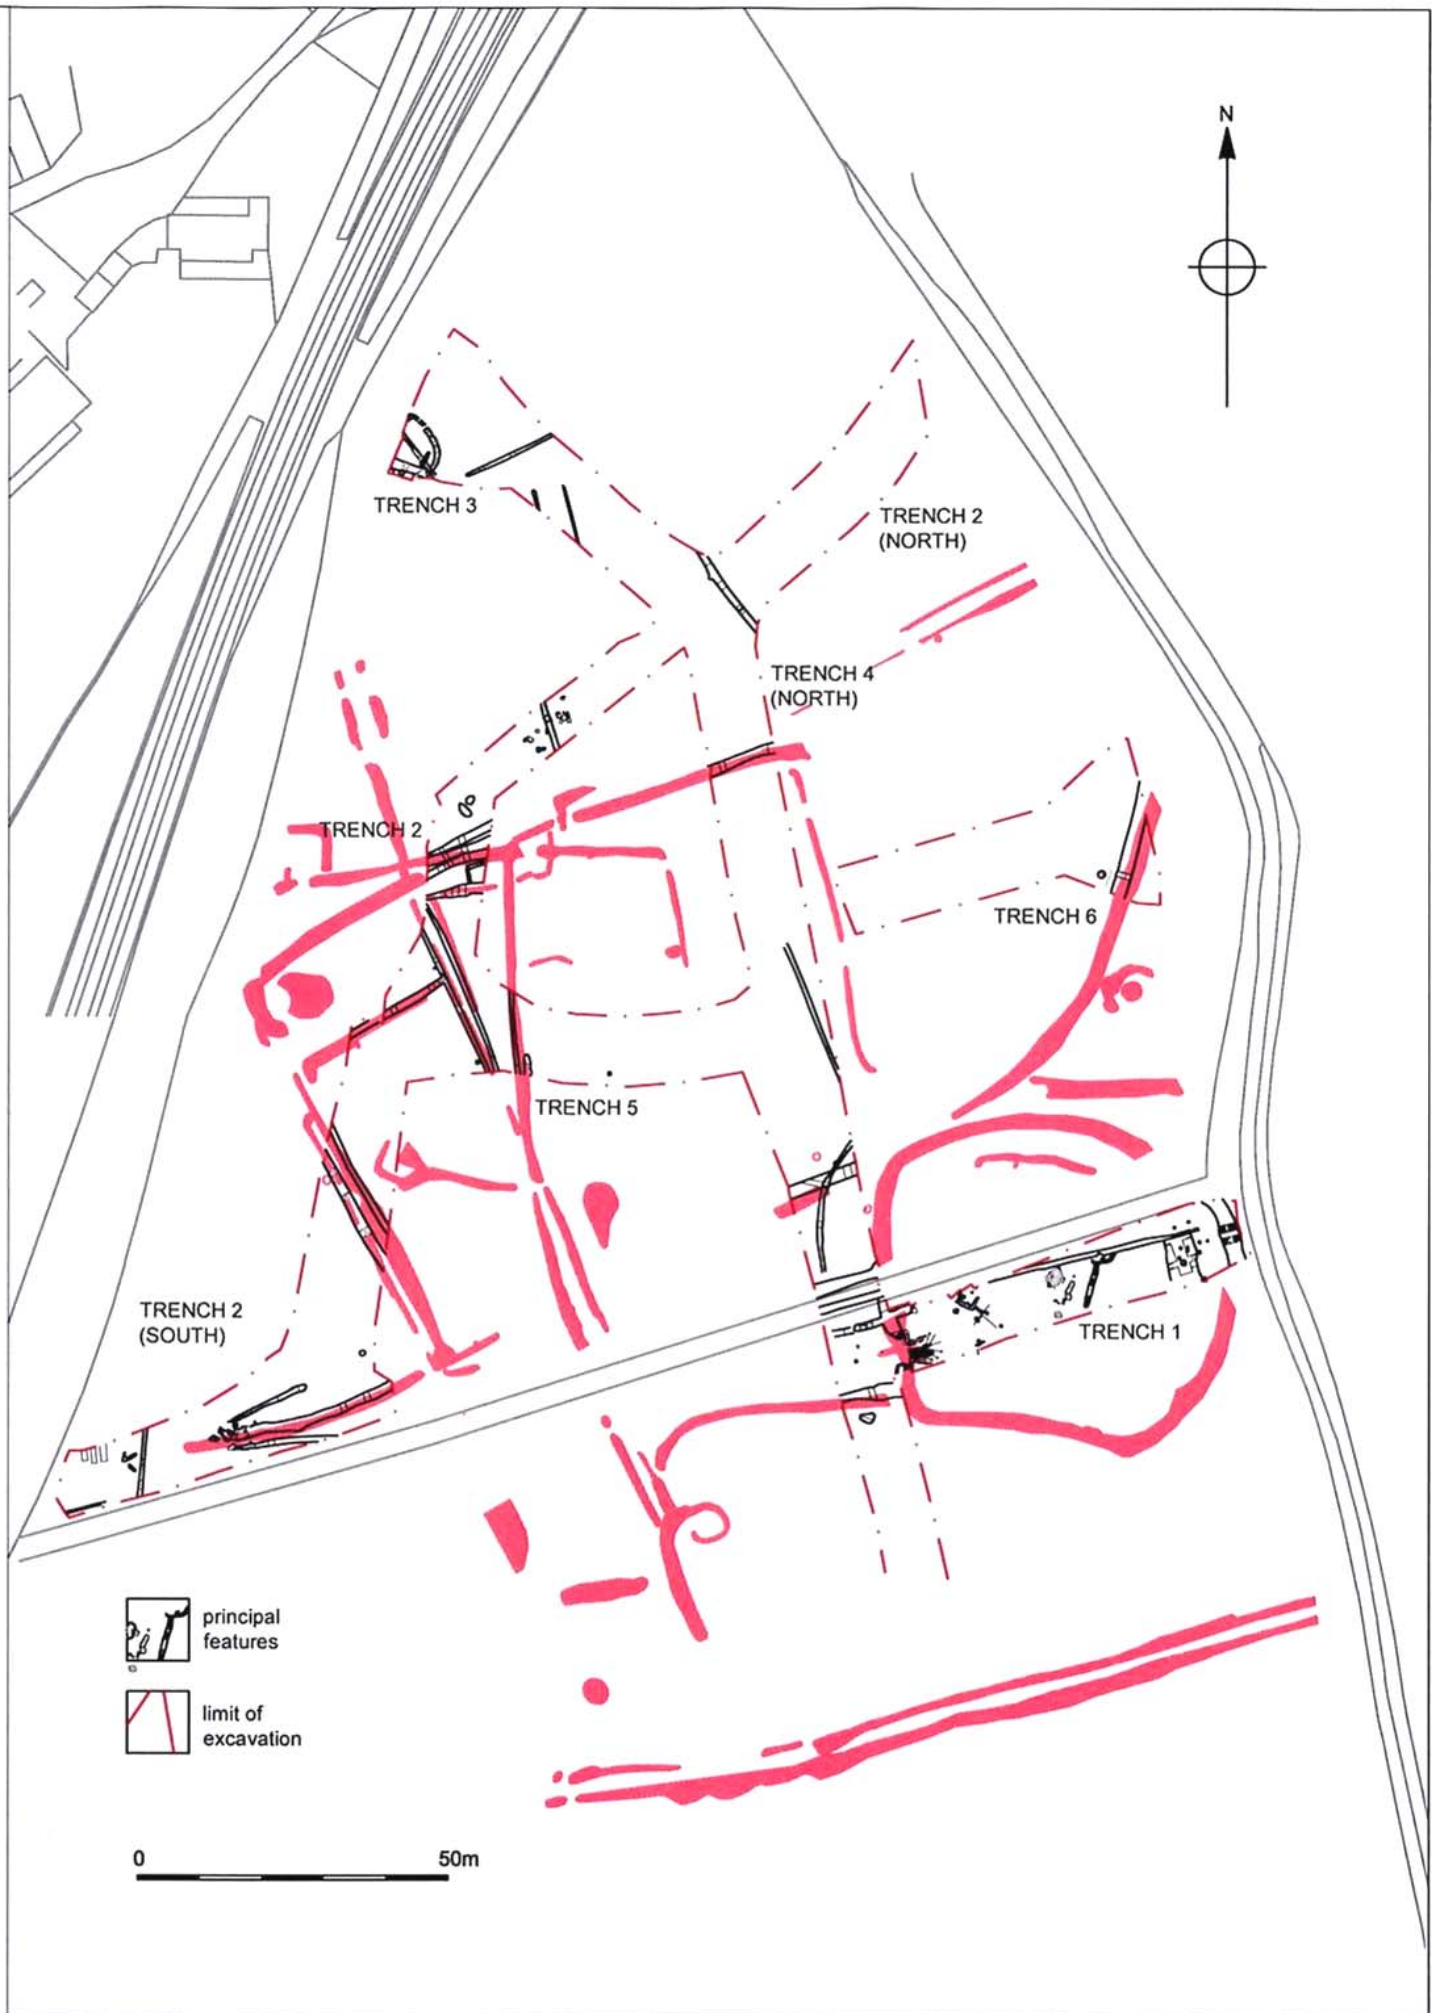 N
TRENCH 3
TRENCH 2
(NORTH)
TRENCH 4
(NORTH)
TRENCH 2
TRENCH 6
TRENCH 5
TRENCH 2
(SOUTH)
TRENCH 1
principal
features
limit of
excavation
0 50m